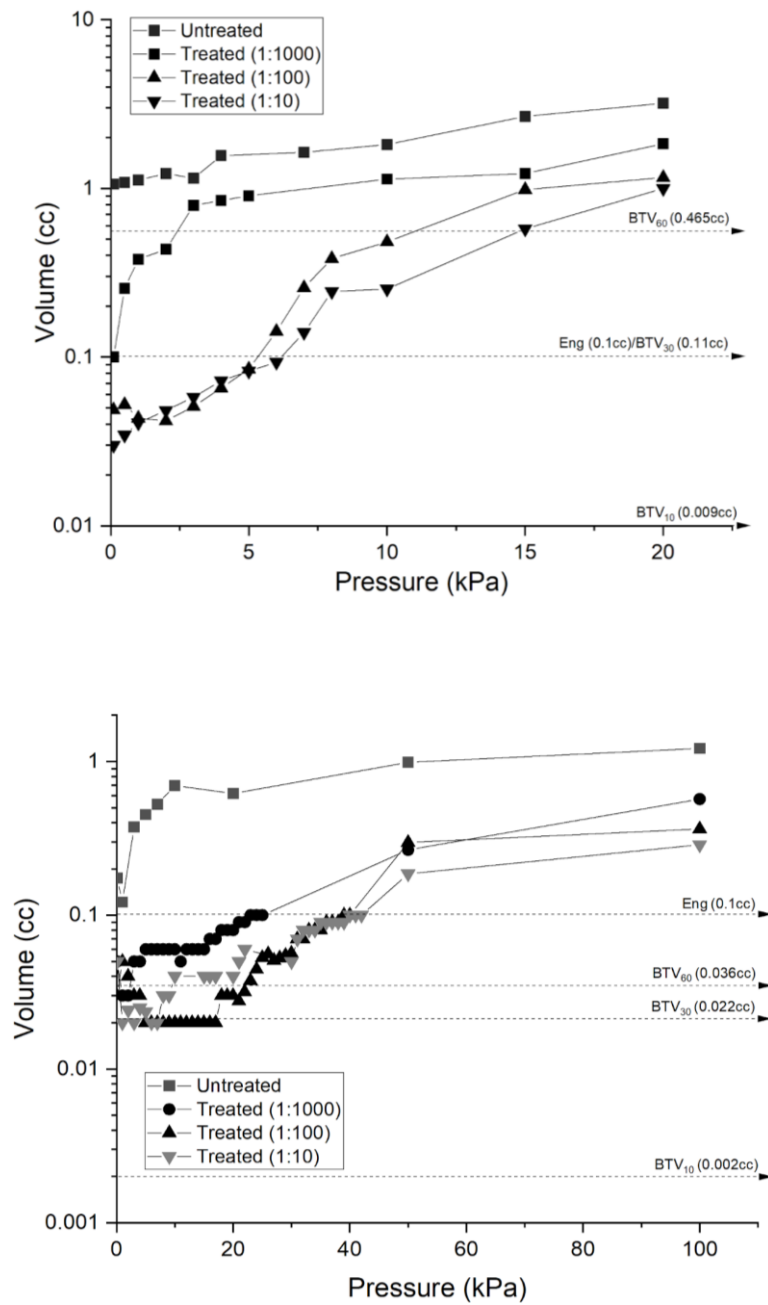 10
Untreated
Treated (1:1000)
Treated (1:100)
Treated (1:10)
1
BTV₆₀ (0.465cc)
Volume (cc)
Eng (0.1cc)/BTV₃₀ (0.11cc)
0.1
BTV₁₀ (0.009cc)
0.01
0 5 10 15 20
Pressure (kPa)
1
Volume (cc)
Eng (0.1cc)
0.1
BTV₆₀ (0.036cc)
BTV₃₀ (0.022cc)
0.01
Untreated
Treated (1:1000)
Treated (1:100)
Treated (1:10)
BTV₁₀ (0.002cc)
0.001
0 20 40 60 80 100
Pressure (kPa)